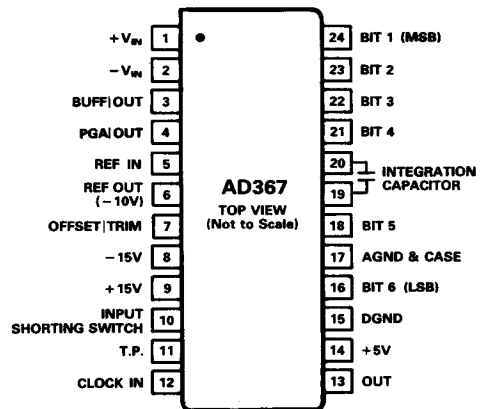 +VIN 1
-VIN 2
BUFF|OUT 3
PGA|OUT 4
REF IN 5
REF OUT 6
(-10V)
OFFSET|TRIM 7
-15V 8
+15V 9
INPUT 10
SHORTING SWITCH
T.P. 11
CLOCK IN 12
AD367
TOP VIEW
(Not to Scale)
24 BIT 1 (MSB)
23 BIT 2
22 BIT 3
21 BIT 4
20
INTEGRATION
CAPACITOR
19
18 BIT 5
17 AGND & CASE
16 BIT 6 (LSB)
15 DGND
14 +5V
13 OUT